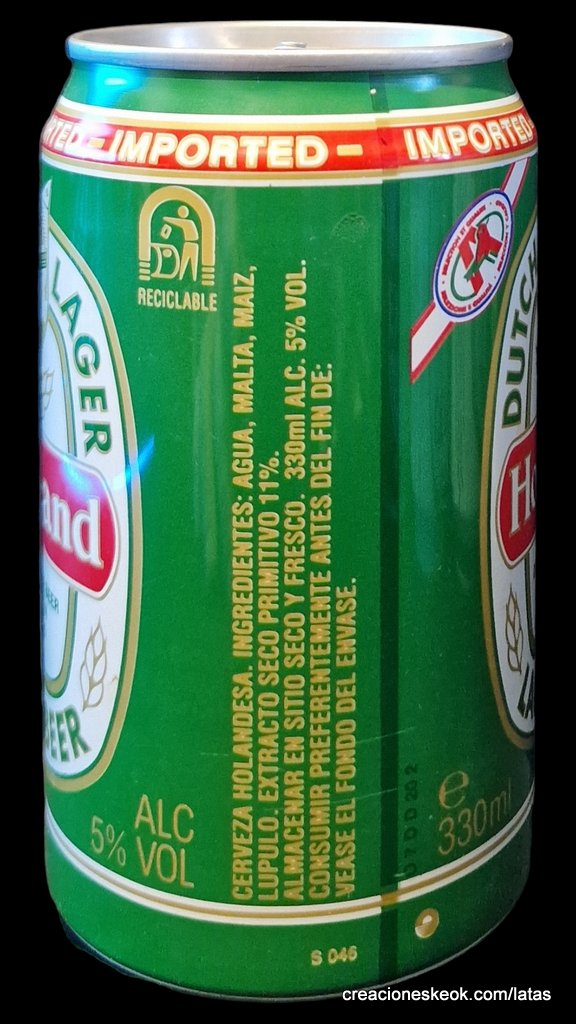 IMPORTED – IMPORTED
RECICLABLE
LAGER
and
BEER
5% ALC
VOL
CERVEZA HOLANDESA. INGREDIENTES: AGUA, MALTA, MAIZ,
LUPULO. EXTRACTO SECO PRIMITIVO 11%.
ALMACENAR EN SITIO SECO Y FRESCO. 330ml ALC. 5% VOL.
CONSUMIR PREFERENTEMENTE ANTES DEL FIN DE:
VEASE EL FONDO DEL ENVASE.
DUTCH
e
330ml
S 046
creacioneskeok.com/latas